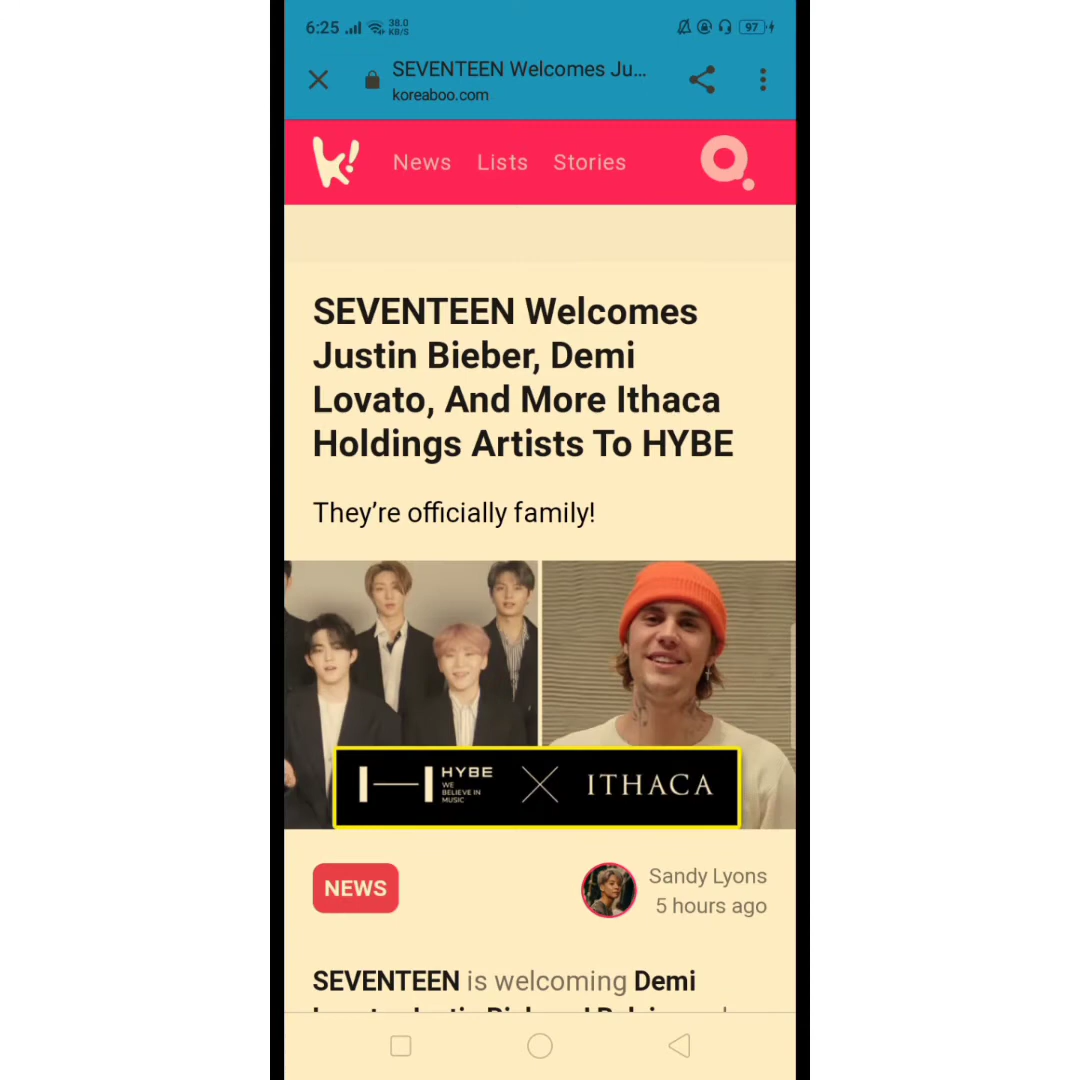 6:25 38.0 KB/S 97
SEVENTEEN Welcomes Ju...
koreaboo.com
k! News Lists Stories
SEVENTEEN Welcomes
Justin Bieber, Demi
Lovato, And More Ithaca
Holdings Artists To HYBE
They’re officially family!
HYBE
WE
BELIEVE IN
MUSIC
ITHACA
NEWS
Sandy Lyons
5 hours ago
SEVENTEEN is welcoming Demi